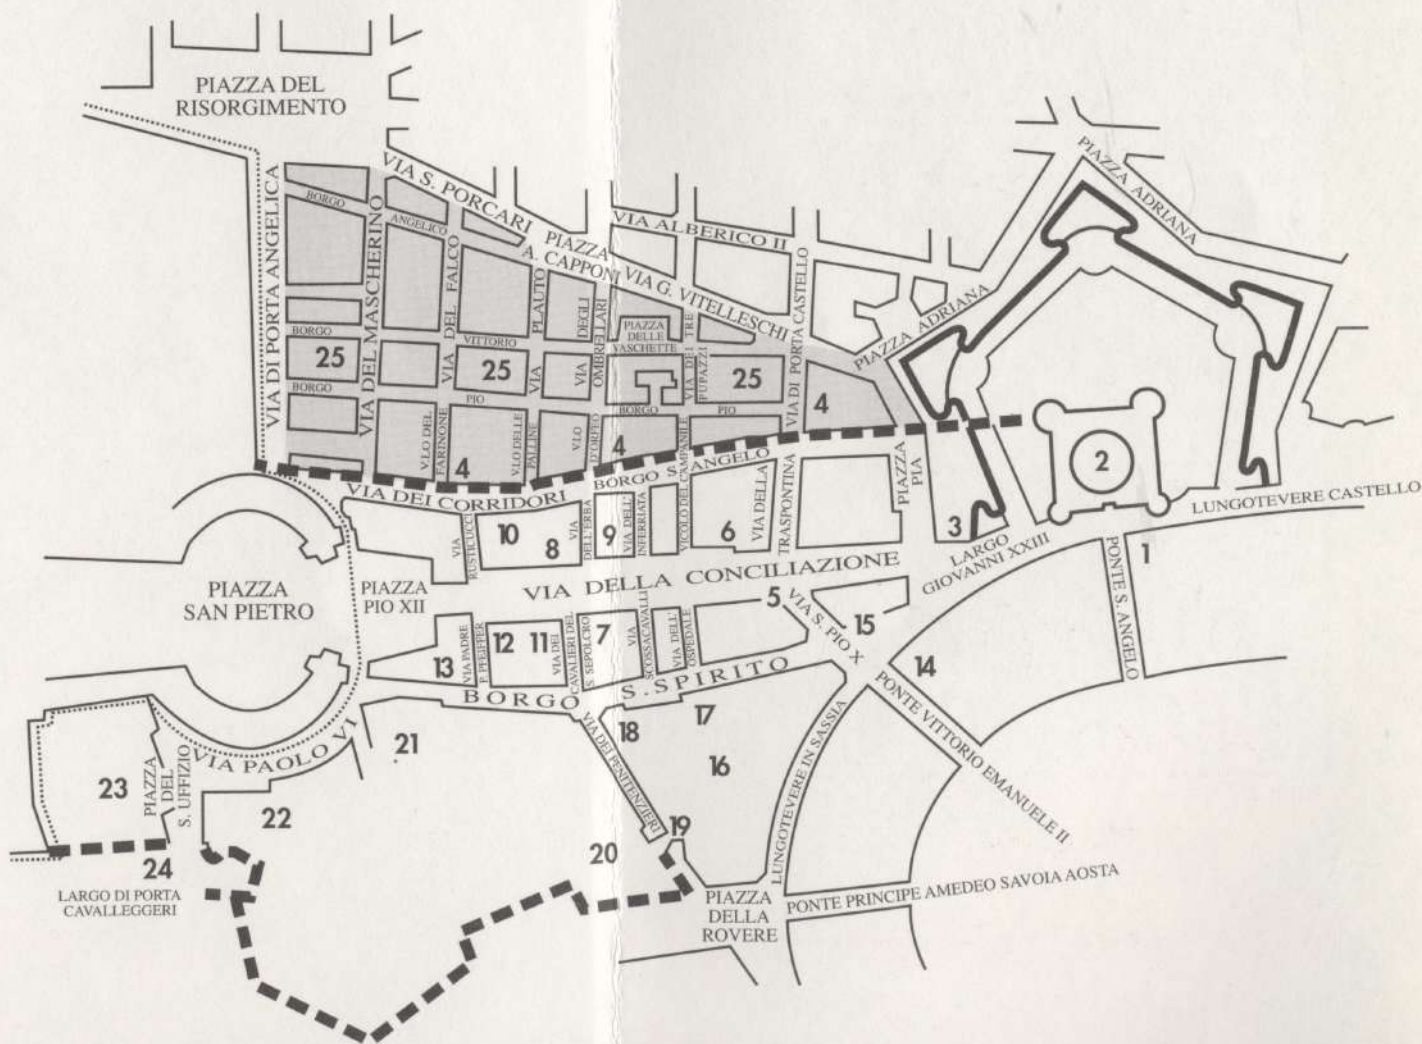 PIAZZA DEL
RISORGIMENTO
VIA S. PORCARI
PIAZZA
A. CAPPONI
VIA G. VITELLESCHI
VIA ALBERICO II
PIAZZA ADRIANA
PIAZZA ADRIANA
PIAZZA ADRIANA
VIA DI PORTA ANGELICA
VIA DEL MASCHERINO
BORGO
ANGELICO
VIA DEL FALCO
VIA PLAUTO
VIA DEGLI
OMBRELLARI
PIAZZA
DELLE
VASCHETTE
VIA DEI TRE
PUPAZZI
VIA DI PORTA CASTELLO
BORGO
VITTORIO
25
25
25
BORGO
PIO
BORGO
PIO
4
4
4
V.LO DEL
FARINONE
V.LO DELLE
PALLINE
V.LO
D'ORFEO
VICOLO DEL CAMPANILE
VIA DEI CORRIDORI
BORGO S. ANGELO
VIA DELLA
TRASPONTINA
PIAZZA
PIA
2
LUNGOTEVERE CASTELLO
3
LARGO
GIOVANNI XXIII
1
PONTE S. ANGELO
VIA
RUSTICUCCI
10
8
VIA
DELL'ERBA
9
VIA DELL'
INFERRIATA
6
PIAZZA
SAN PIETRO
PIAZZA
PIO XII
VIA DELLA CONCILIAZIONE
5
VIA S. PIO X
15
13
VIA PADRE
P. PFEIFFER
12
11
VIA DEI
CAVALIERI DEL
S. SEPOLCRO
7
VIA
SCOSSACAVALLI
VIA DELL'
OSPEDALE
14
BORGO
S. SPIRITO
PONTE VITTORIO EMANUELE II
VIA PAOLO VI
21
18
17
16
VIA DEI PENITENZIERI
LUNGOTEVERE IN SASSIA
23
PIAZZA
DEL
S. UFFIZIO
22
19
20
24
LARGO DI PORTA
CAVALLEGGERI
PIAZZA
DELLA
ROVERE
PONTE PRINCIPE AMEDEO SAVOIA AOSTA